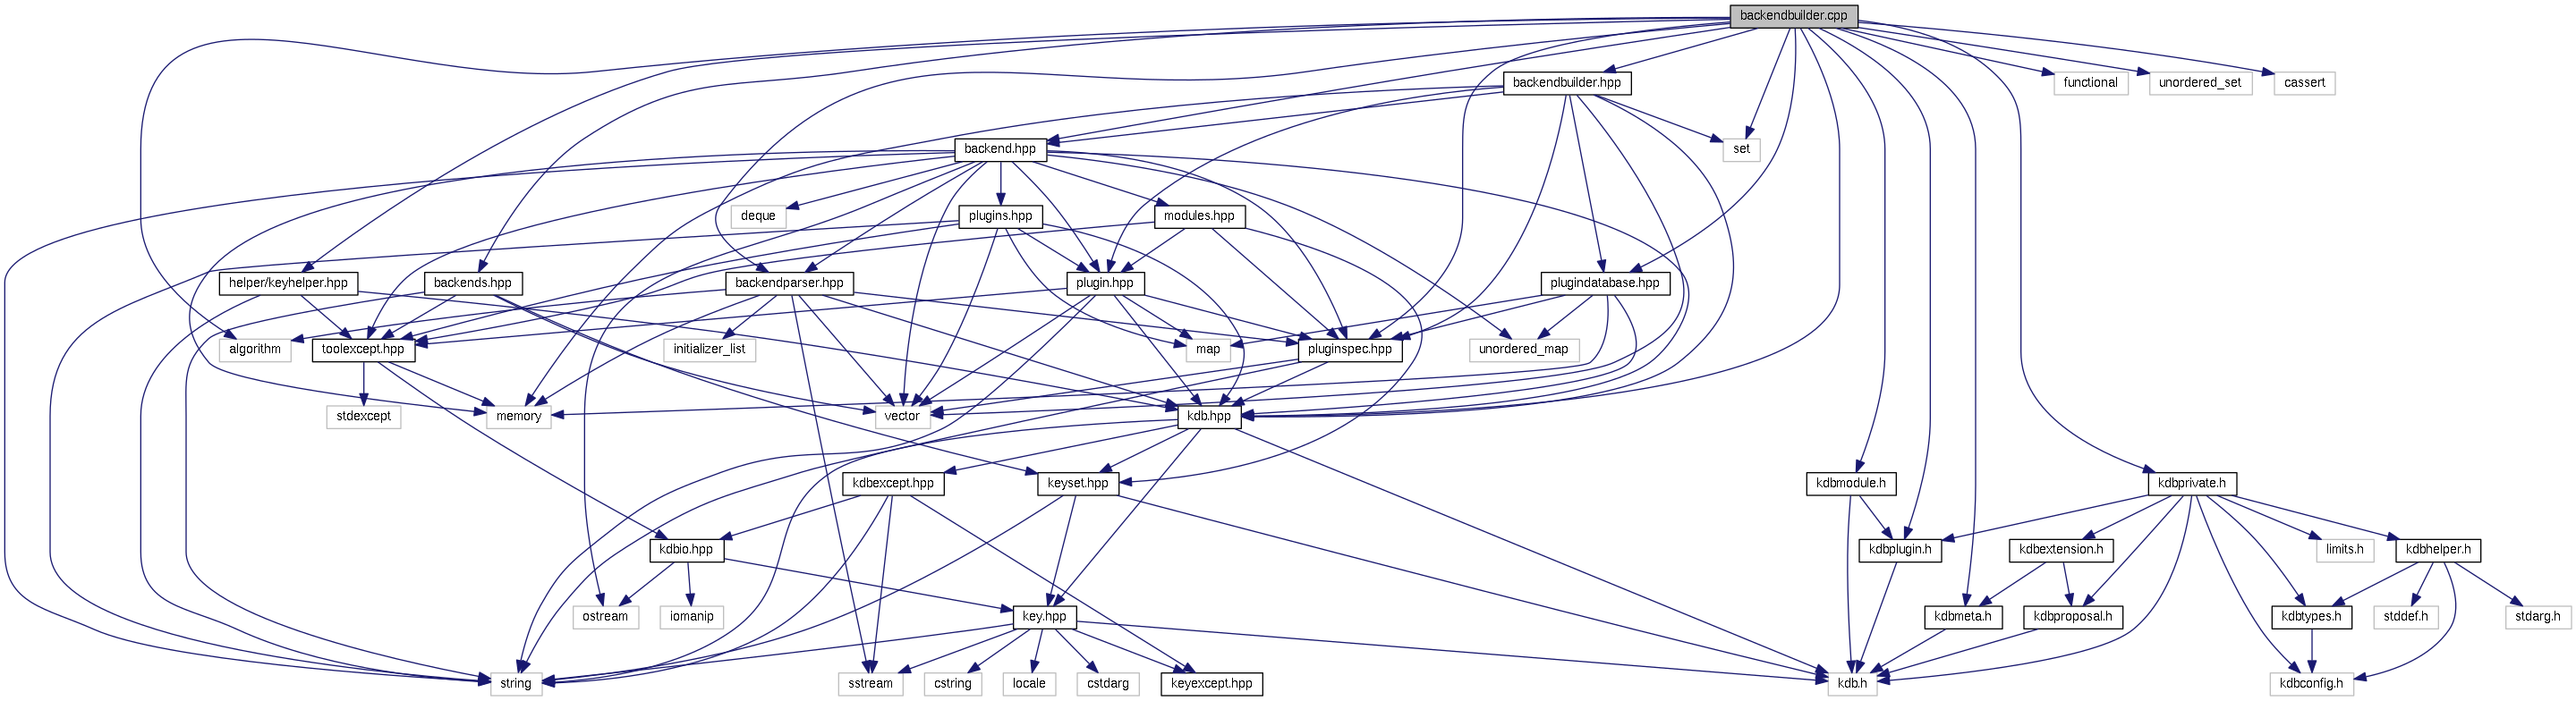 backendbuilder.cpp
backendbuilder.hpp
functional
unordered_set
cassert
backend.hpp
set
deque
plugins.hpp
modules.hpp
helper/keyhelper.hpp
backends.hpp
backendparser.hpp
plugin.hpp
plugindatabase.hpp
algorithm
toolexcept.hpp
initializer_list
map
pluginspec.hpp
unordered_map
stdexcept
memory
vector
kdb.hpp
kdbexcept.hpp
keyset.hpp
kdbmodule.h
kdbprivate.h
kdbio.hpp
kdbplugin.h
kdbextension.h
limits.h
kdbhelper.h
ostream
iomanip
key.hpp
kdbmeta.h
kdbproposal.h
kdbtypes.h
stddef.h
stdarg.h
string
sstream
cstring
locale
cstdarg
keyexcept.hpp
kdb.h
kdbconfig.h